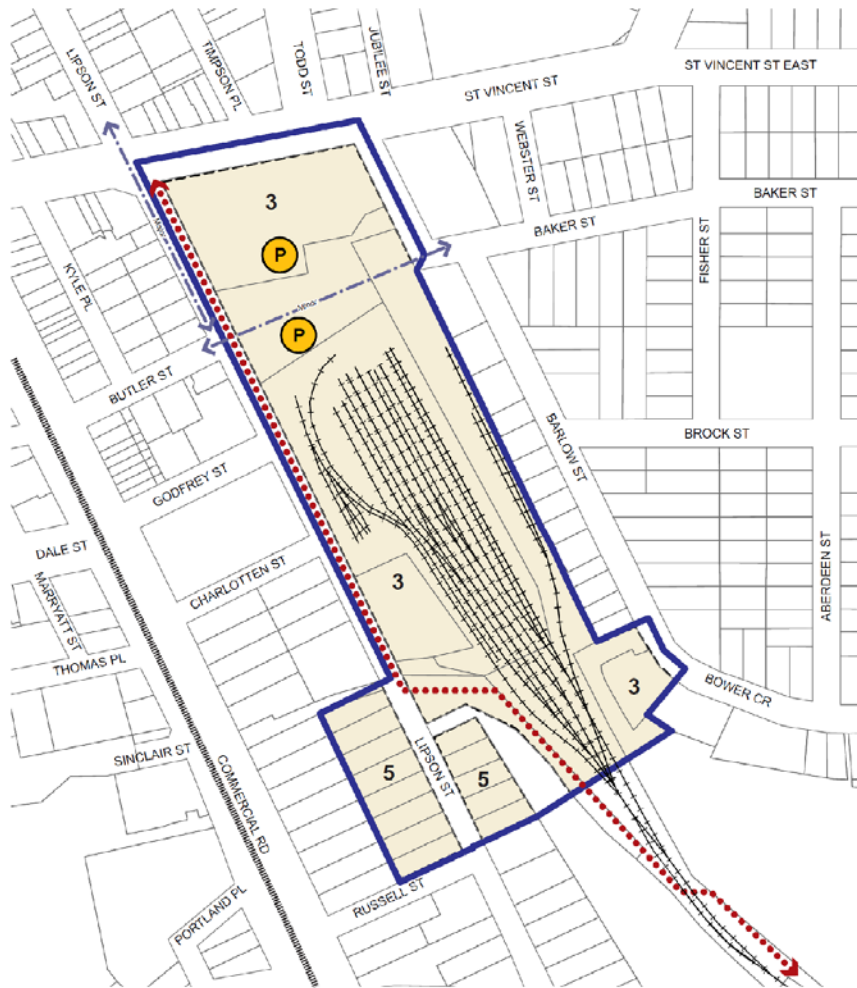 LIPSON ST
TIMPSON PL
TODD ST
JUBILEE ST
ST VINCENT ST
ST VINCENT ST EAST
WEBSTER ST
BAKER ST
3
BAKER ST
FISHER ST
Major
P
KYLE PL
Minor
P
BUTLER ST
BARLOW ST
BROCK ST
GODFREY ST
DALE ST
MARRYATT ST
CHARLOTTEN ST
3
ABERDEEN ST
THOMAS PL
3
BOWER CR
SINCLAIR ST
COMMERCIAL RD
5
LIPSON ST
5
RUSSELL ST
PORTLAND PL